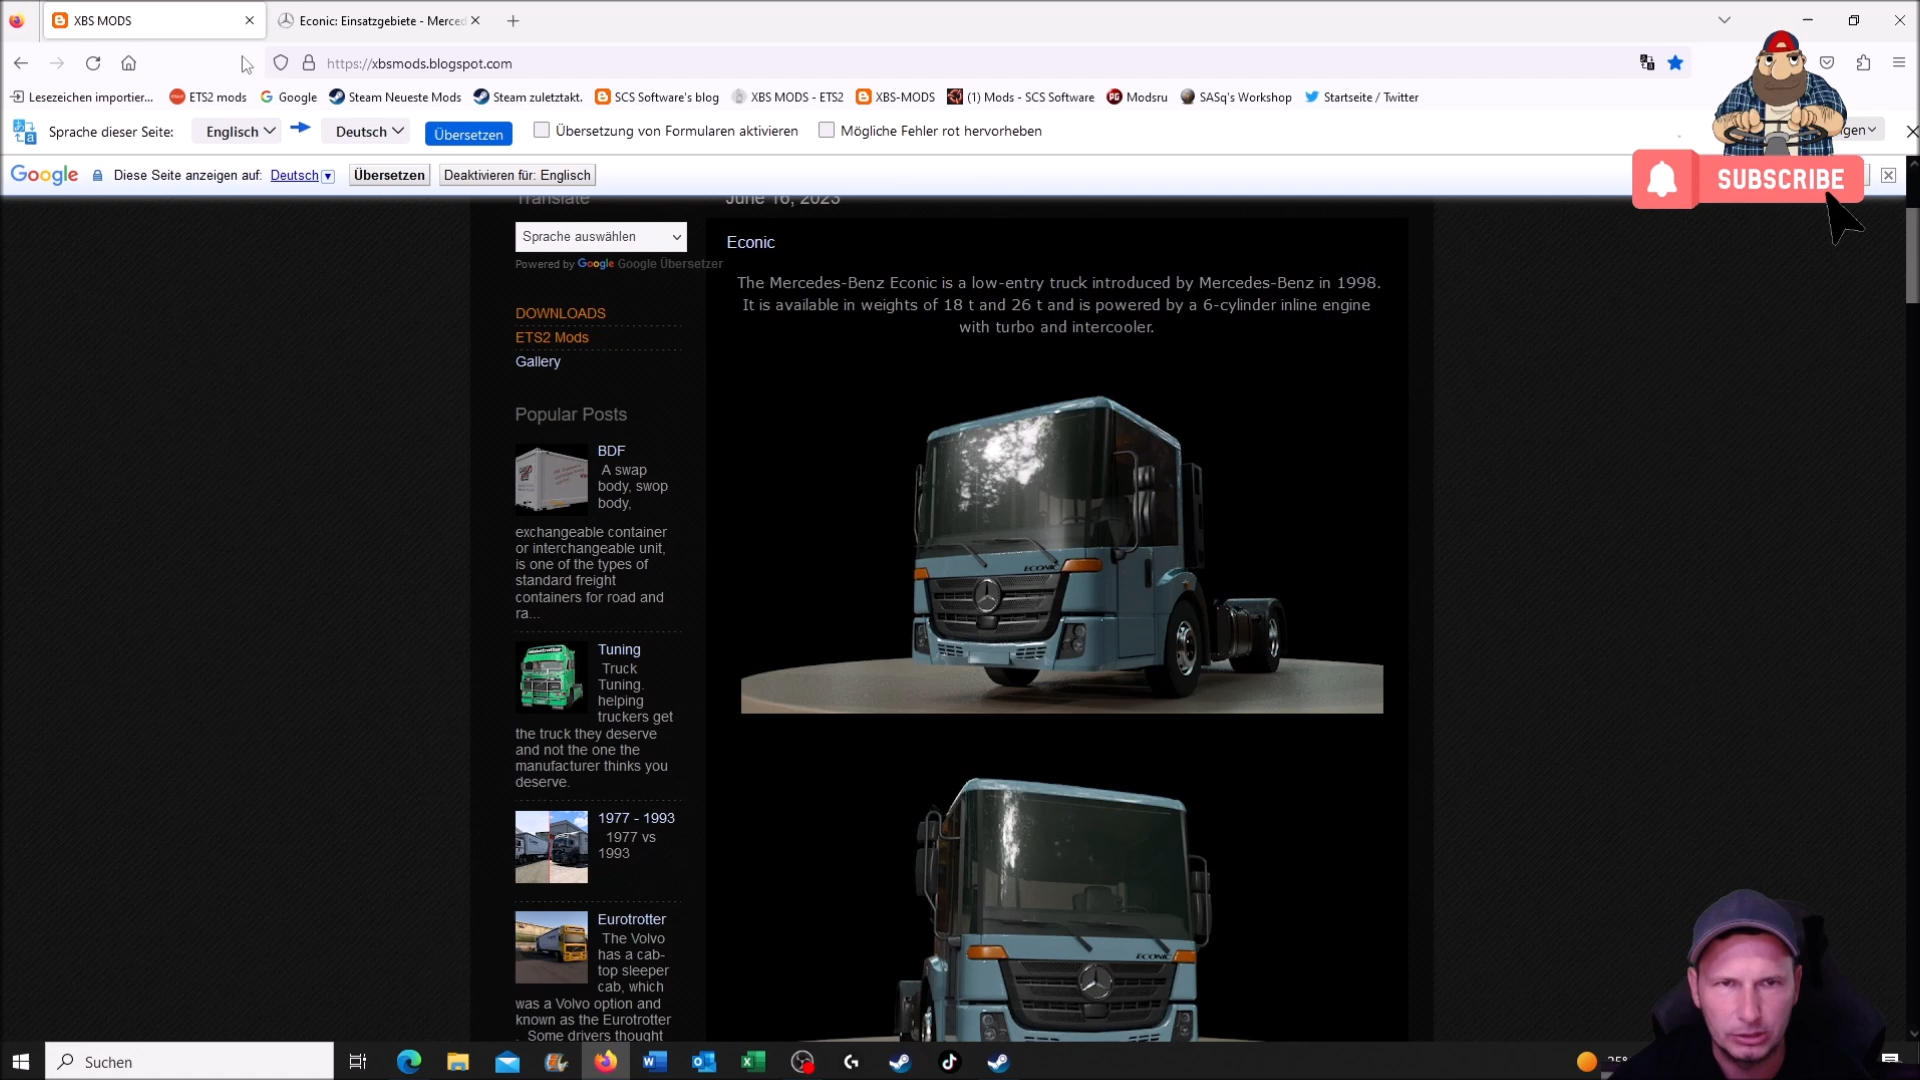 XBS MODS
Econic: Einsatzgebiete - Merced
https://xbsmods.blogspot.com
Lesezeichen importier...
ETS2 mods
Google
Steam Neueste Mods
Steam zuletztakt.
SCS Software's blog
XBS MODS - ETS2
XBS-MODS
(1) Mods - SCS Software
Modsru
SASq's Workshop
Startseite / Twitter
Sprache dieser Seite:
Englisch
Deutsch
Übersetzen
Übersetzung von Formularen aktivieren
Mögliche Fehler rot hervorheben
Google
Diese Seite anzeigen auf:
Deutsch
Übersetzen
Deaktivieren für: Englisch
SUBSCRIBE
Translate
Sprache auswählen
Powered by Google Google Übersetzer
DOWNLOADS
ETS2 Mods
Gallery
Popular Posts
BDF
A swap
body, swop
body,
exchangeable container
or interchangeable unit,
is one of the types of
standard freight
containers for road and
ra...
Tuning
Truck
Tuning.
helping
truckers get
the truck they deserve
and not the one the
manufacturer thinks you
deserve.
1977 - 1993
1977 vs
1993
Eurotrotter
The Volvo
has a cab-
top sleeper
cab, which
was a Volvo option and
known as the Eurotrotter
. Some drivers thought
June 16, 2023
Econic
The Mercedes-Benz Econic is a low-entry truck introduced by Mercedes-Benz in 1998.
It is available in weights of 18 t and 26 t and is powered by a 6-cylinder inline engine
with turbo and intercooler.
ECONIC
ECONIC
Suchen